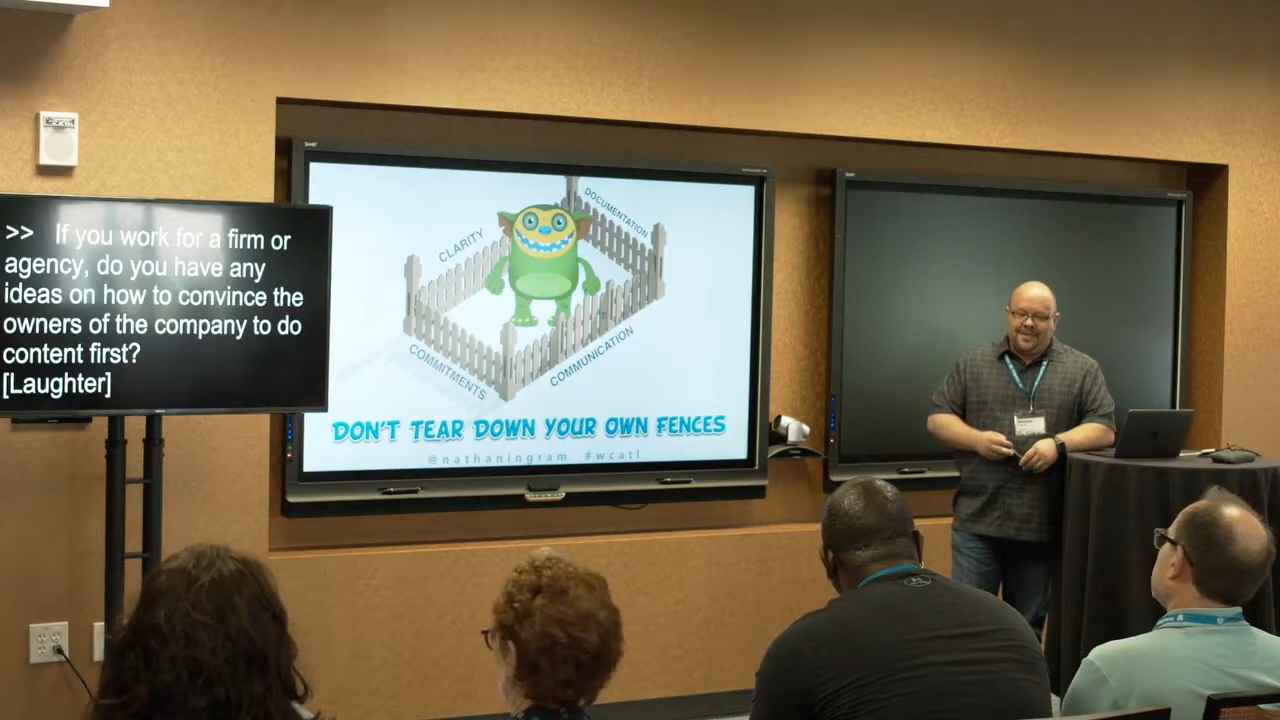 >> If you work for a firm or
agency, do you have any
ideas on how to convince the
owners of the company to do
content first?
[Laughter]
CLARITY
DOCUMENTATION
COMMITMENTS
COMMUNICATION
DON'T TEAR DOWN YOUR OWN FENCES
@nathaningram #wcatl